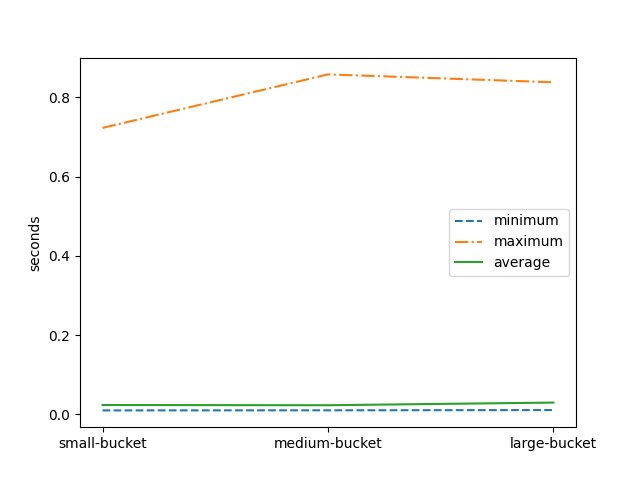 0.8
0.6
0.4
0.2
0.0
seconds
minimum
maximum
average
small-bucket
medium-bucket
large-bucket